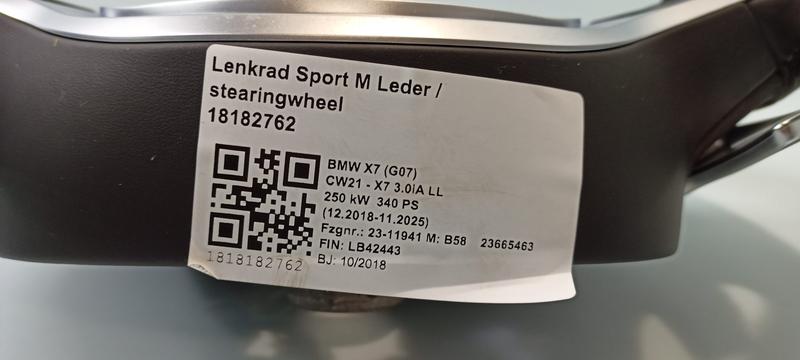 Lenkrad Sport M Leder /
stearingwheel
18182762
BMW X7 (G07)
CW21 - X7 3.0iA LL
250 kW 340 PS
(12.2018-11.2025)
Fzgnr.: 23-11941 M: B58 23665463
FIN: LB42443
BJ: 10/2018
1818182762